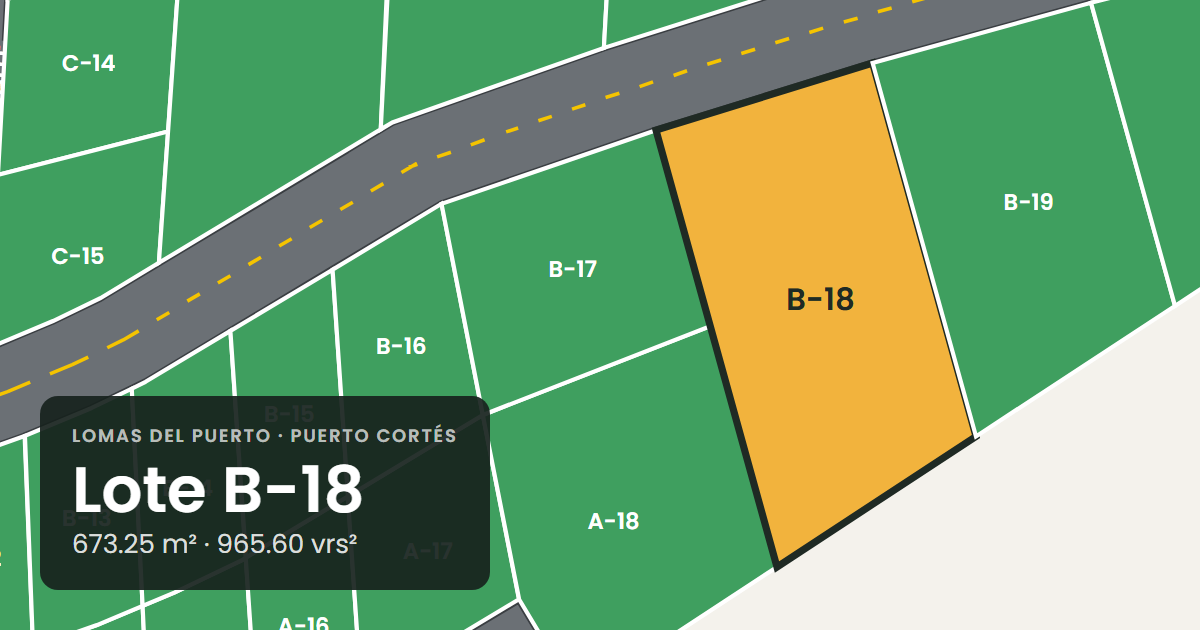 C-14
C-15
B-19
B-17
B-18
B-16
B-15
LOMAS DEL PUERTO · PUERTO CORTÉS
Lote B-18
B-13
673.25 m² · 965.60 vrs²
A-18
A-17
A-16